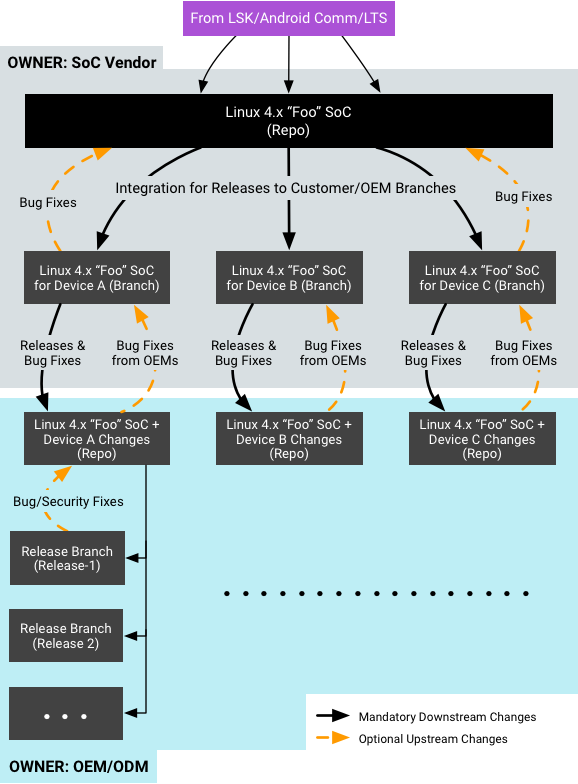 From LSK/Android Comm/LTS
OWNER: SoC Vendor
Linux 4.x “Foo” SoC
(Repo)
Integration for Releases to Customer/OEM Branches
Bug Fixes
Bug Fixes
Linux 4.x “Foo” SoC
for Device A (Branch)
Linux 4.x “Foo” SoC
for Device B (Branch)
Linux 4.x “Foo” SoC
for Device C (Branch)
Releases &
Bug Fixes
Bug Fixes
from OEMs
Releases &
Bug Fixes
Bug Fixes
from OEMs
Releases &
Bug Fixes
Bug Fixes
from OEMs
Linux 4.x “Foo” SoC +
Device A Changes
(Repo)
Linux 4.x “Foo” SoC +
Device B Changes
(Repo)
Linux 4.x “Foo” SoC +
Device C Changes
(Repo)
Bug/Security Fixes
Release Branch
(Release-1)
Release Branch
(Release 2)
. . .
Mandatory Downstream Changes
Optional Upstream Changes
OWNER: OEM/ODM